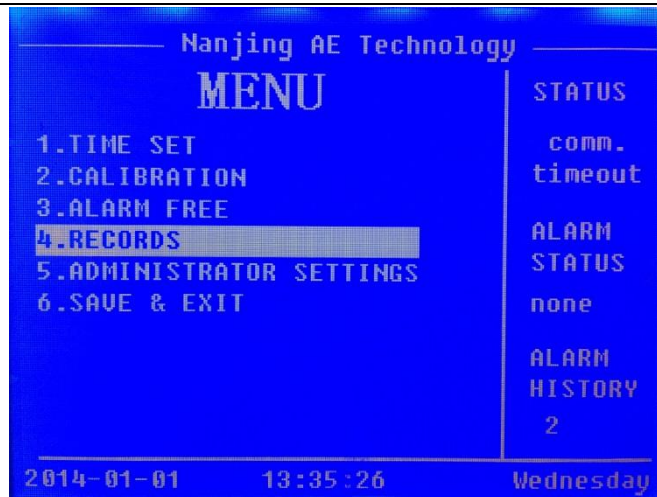 Nanjing AE Technology
MENU
1.TIME SET
2.CALIBRATION
3.ALARM FREE
4.RECORDS
5.ADMINISTRATOR SETTINGS
6.SAVE & EXIT
STATUS
comm.
timeout
ALARM
STATUS
none
ALARM
HISTORY
2
2014-01-01 13:35:26 Wednesday